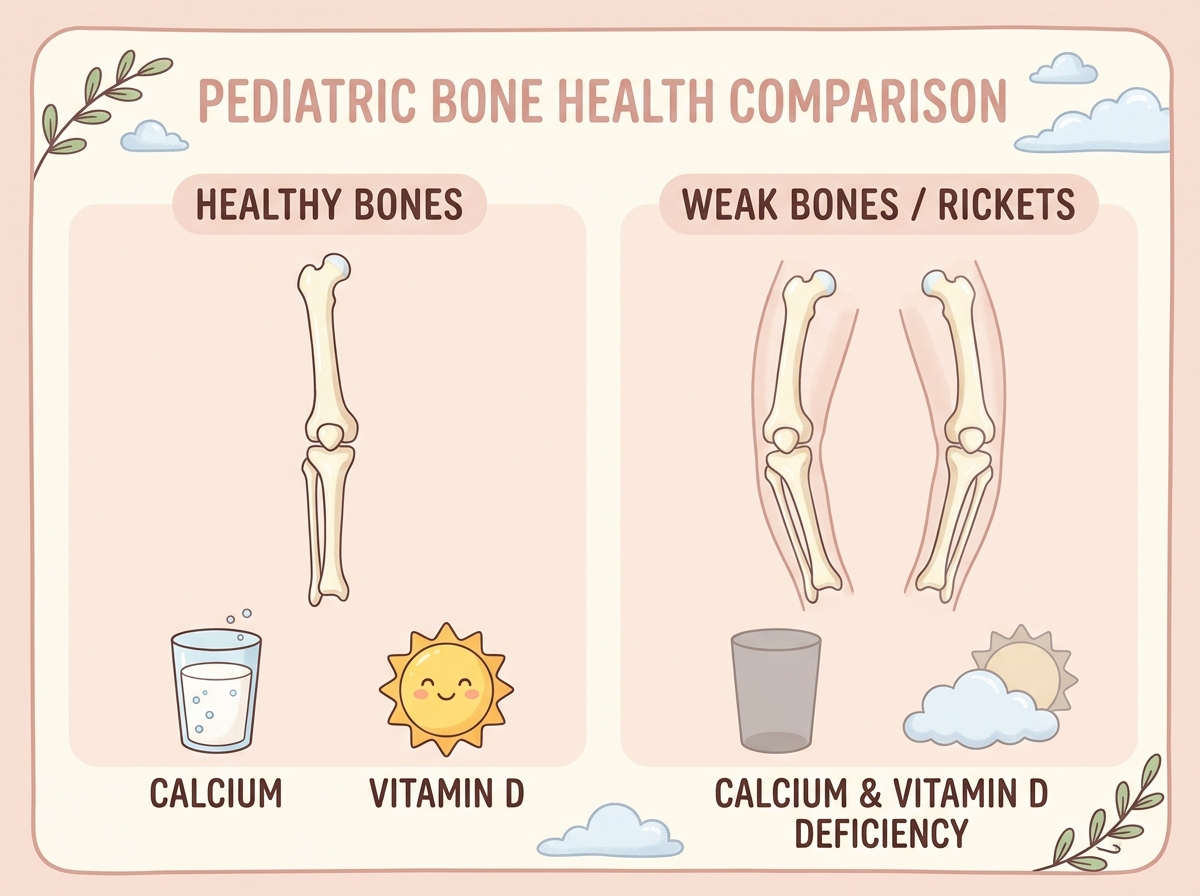 PEDIATRIC BONE HEALTH COMPARISON
HEALTHY BONES
WEAK BONES / RICKETS
CALCIUM
VITAMIN D
CALCIUM & VITAMIN D
DEFICIENCY